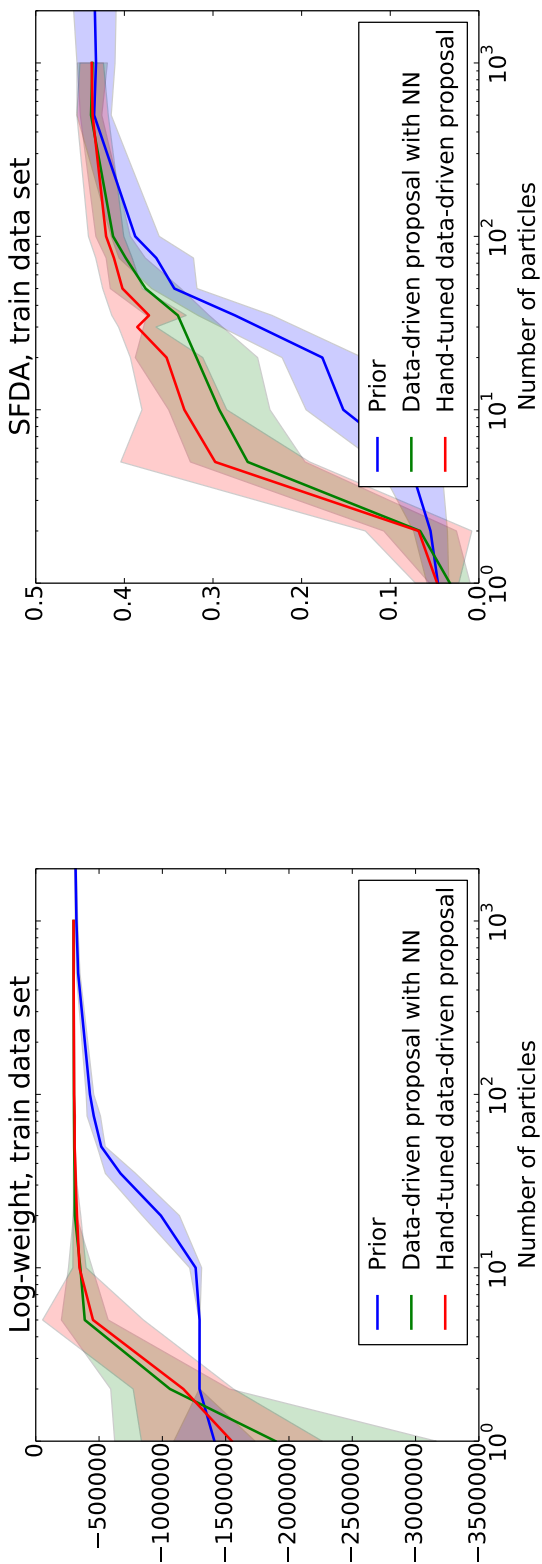 Log-weight, train data set
0
−500000
−1000000
−1500000
−2000000
−2500000
−3000000
−3500000
10^0
10^1
10^2
10^3
Number of particles
Prior
Data-driven proposal with NN
Hand-tuned data-driven proposal
SFDA, train data set
0.5
0.4
0.3
0.2
0.1
0.0
10^0
10^1
10^2
10^3
Number of particles
Prior
Data-driven proposal with NN
Hand-tuned data-driven proposal